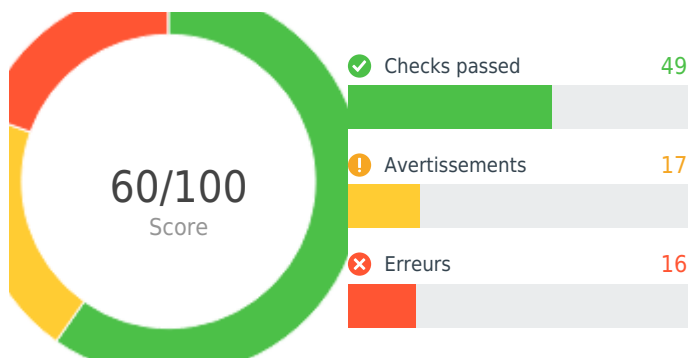 60/100
Score
Checks passed 49
Avertissements 17
Erreurs 16